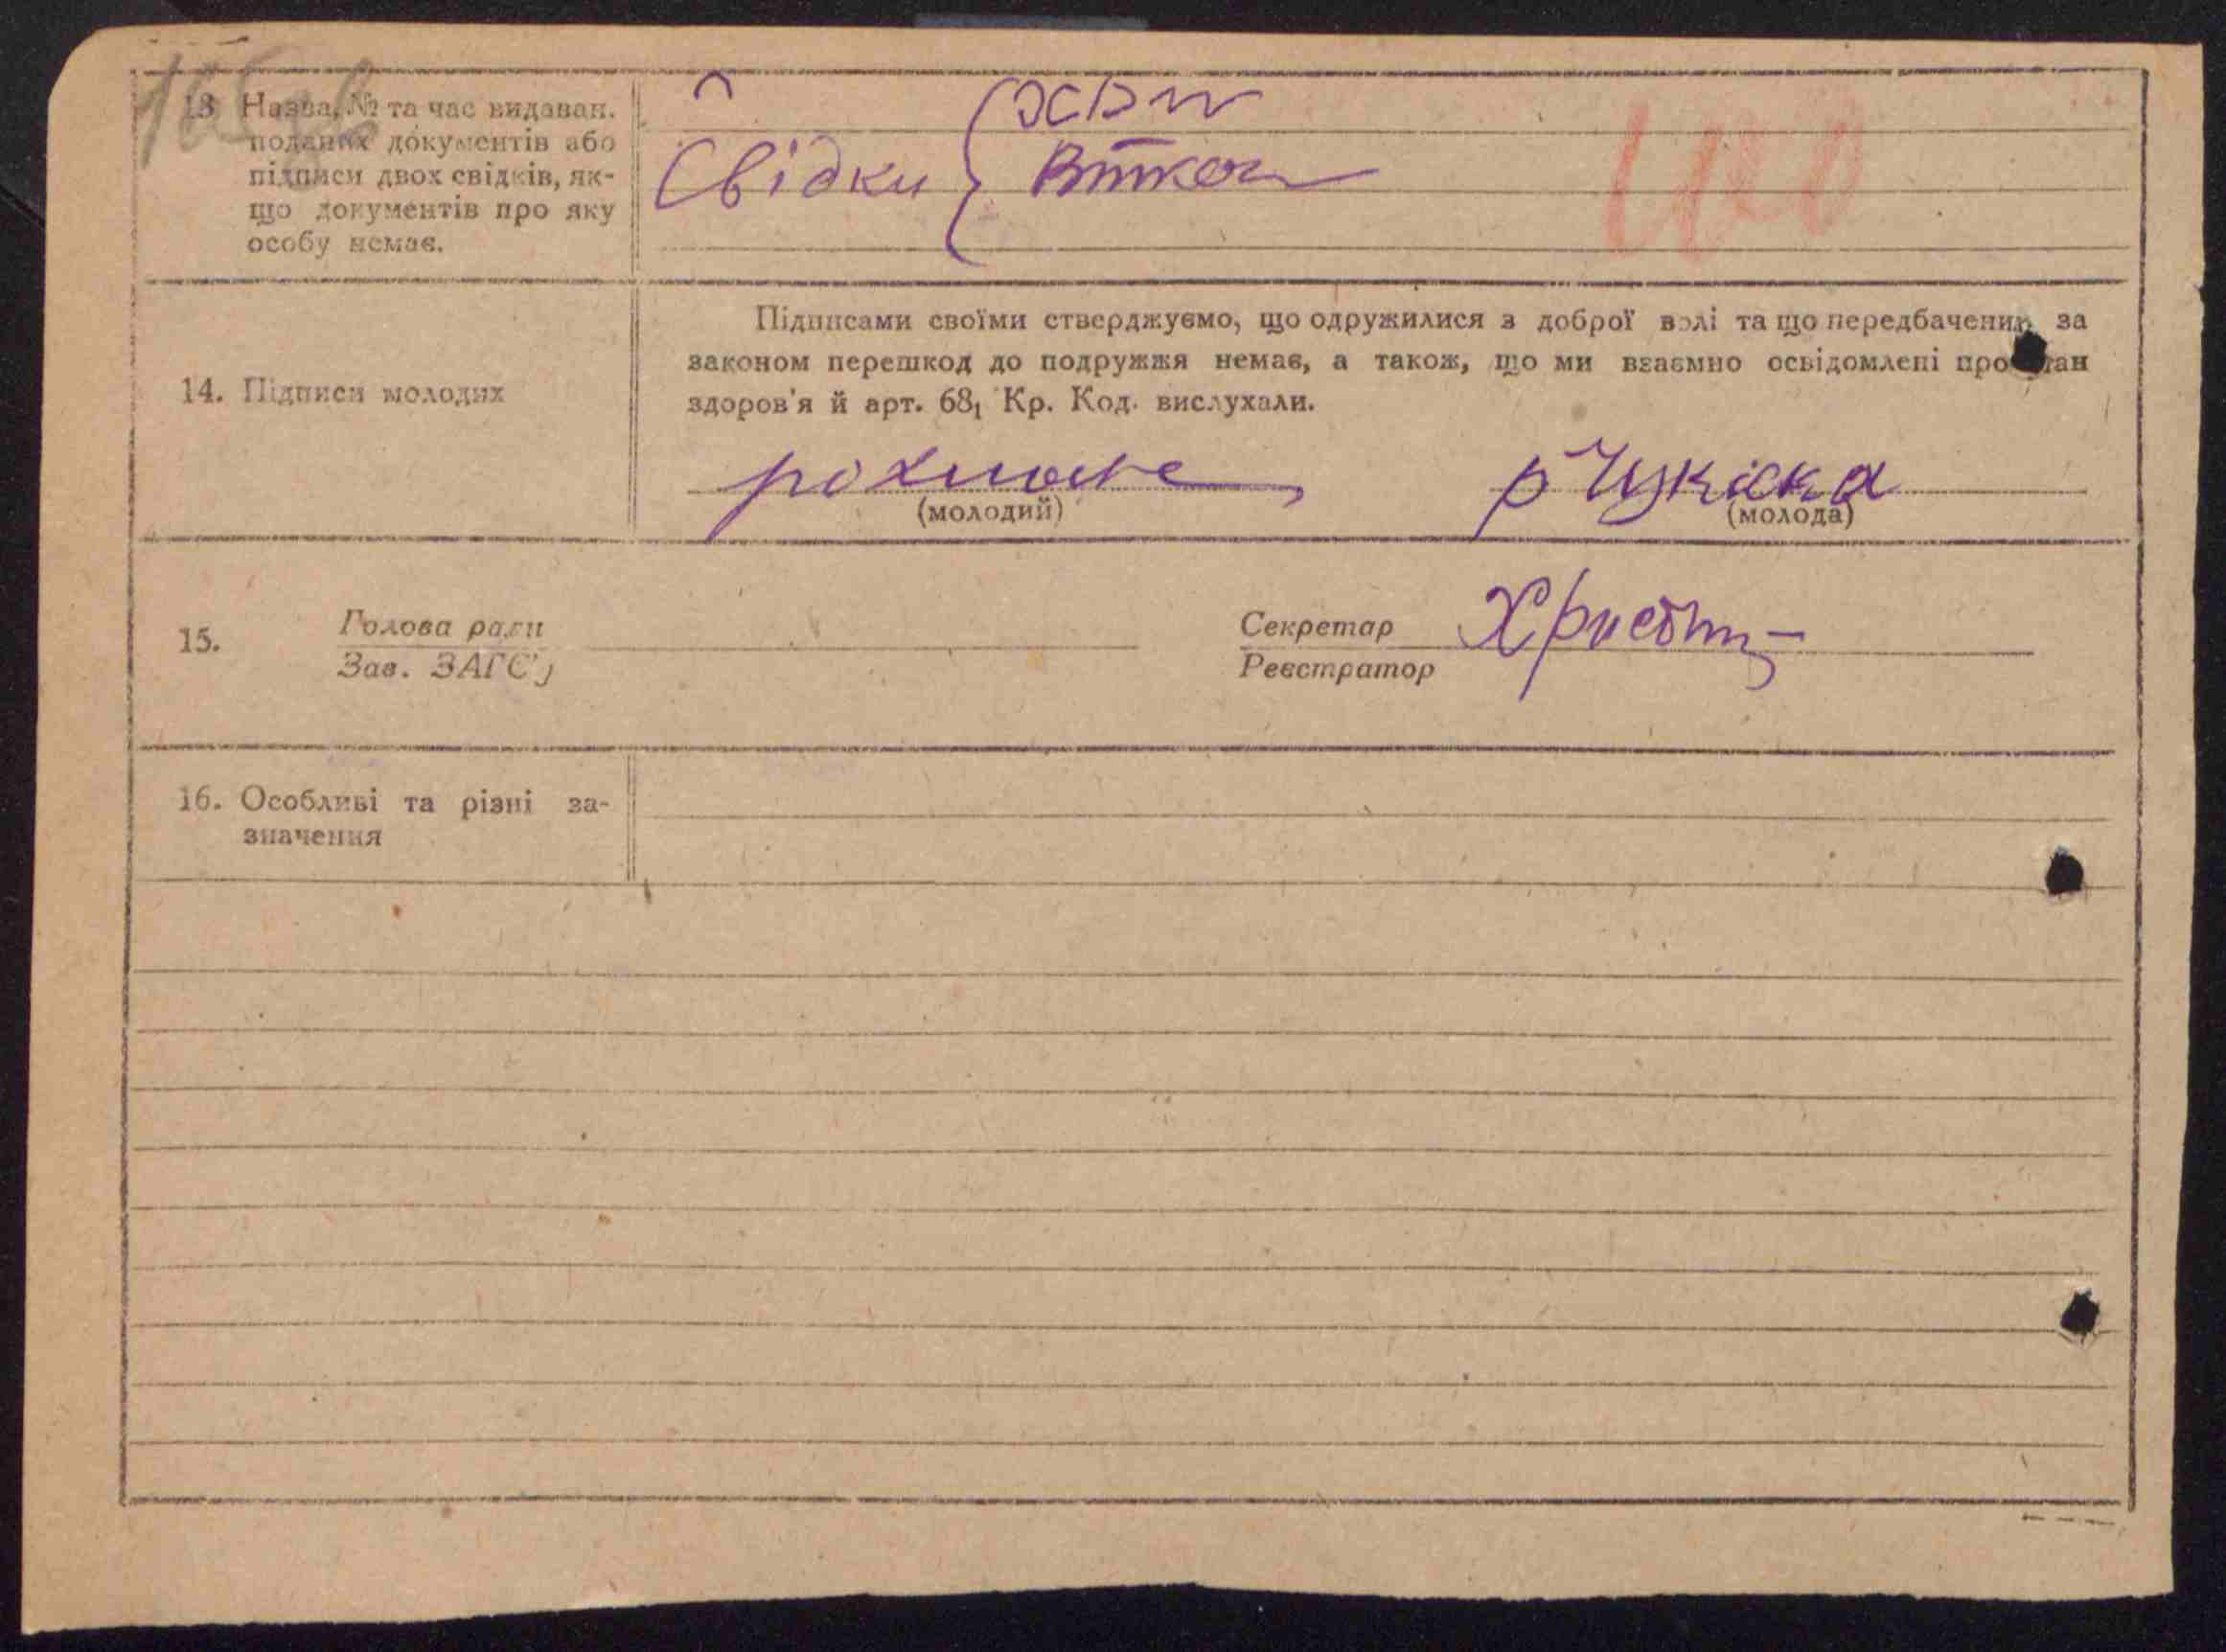 13 Назва, № та час видаван.
поданих документів або
підписи двох свідків, як-
що документів про яку
особу немає.
Свідки
14. Підписи молодих
Підписами своїми стверджуємо, що одружилися з доброї волі та що передбачених за
законом перешкод до подружжя немає, а також, що ми взаємно освідомлені про стан
здоров'я й арт. 68₁ Кр. Код. вислухали.
(молодий)
(молода)
15.
Голова ради
Зав. ЗАГС'у
Секретар
Реєстратор
16. Особливі та різні за-
значення